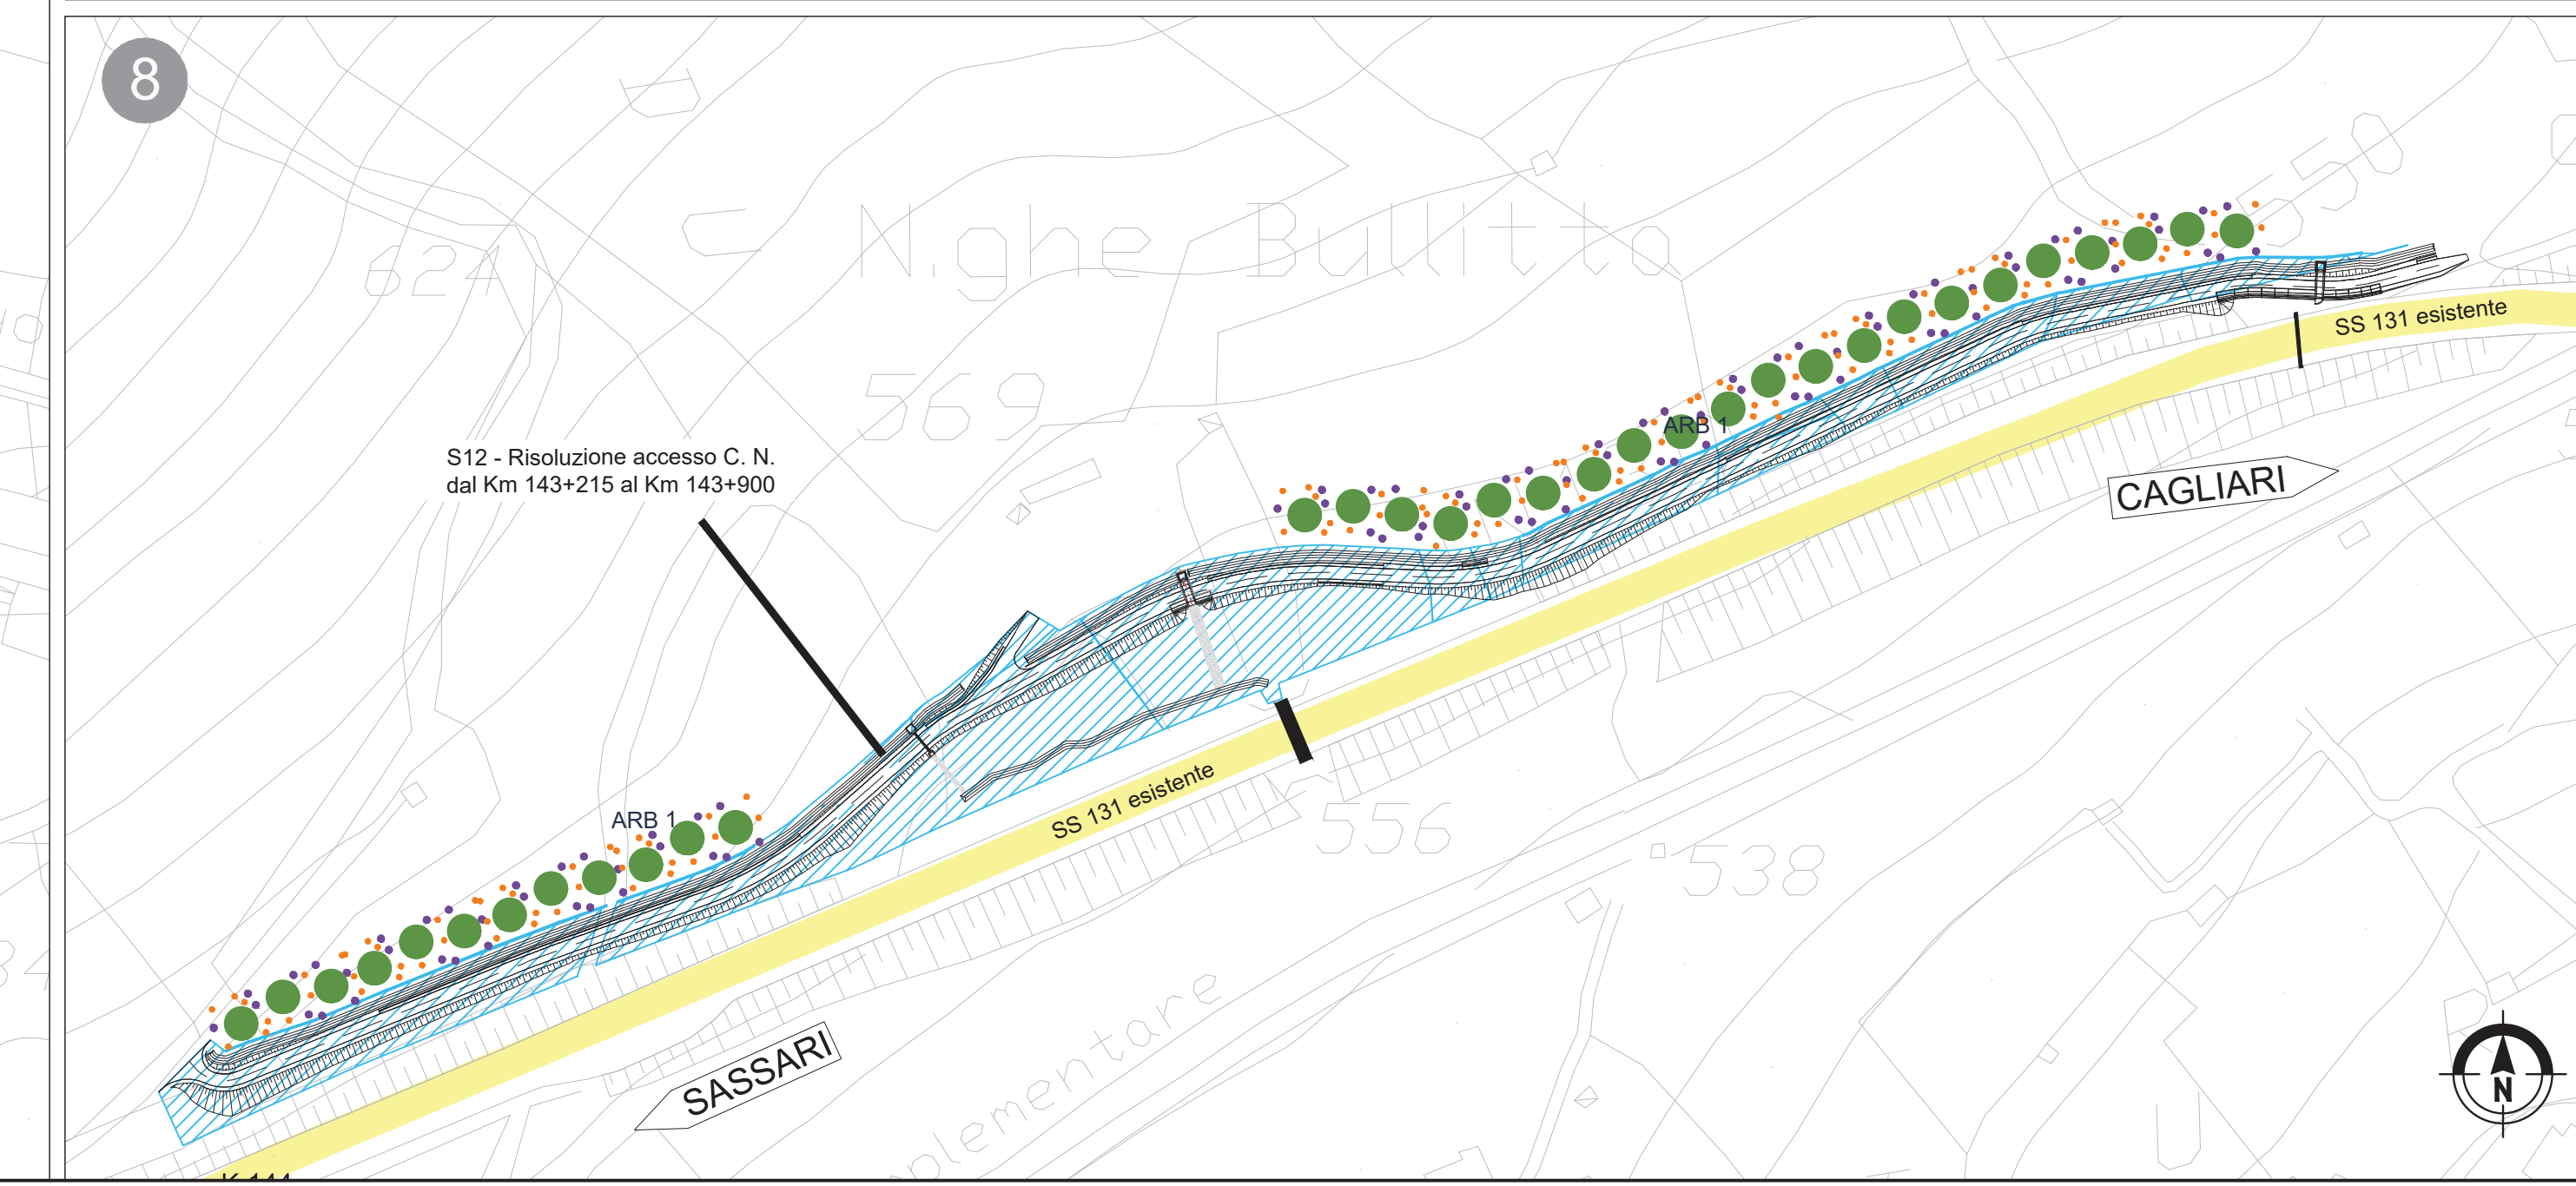 8
N.ghe Bulitto
624
569
S12 - Risoluzione accesso C. N.
dal Km 143+215 al Km 143+900
ARB 1
SS 131 esistente
CAGLIARI
ARB 1
SS 131 esistente
556
538
SASSARI
N